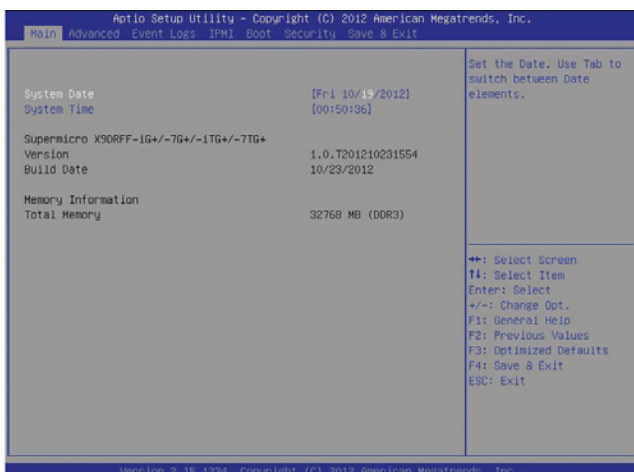 Aptio Setup Utility – Copyright (C) 2012 American Megatrends, Inc.
Main Advanced Event Logs IPMI Boot Security Save & Exit
System Date [Fri 10/19/2012]
System Time [00:50:36]
Supermicro X9DRFF-iG+/-7G+/-iTG+/-7TG+
Version 1.0.T201210231554
Build Date 10/23/2012
Memory Information
Total Memory 32768 MB (DDR3)
Set the Date. Use Tab to
switch between Date
elements.
→←: Select Screen
↑↓: Select Item
Enter: Select
+/-: Change Opt.
F1: General Help
F2: Previous Values
F3: Optimized Defaults
F4: Save & Exit
ESC: Exit
Version 2.15.1234. Copyright (C) 2012 American Megatrends, Inc.